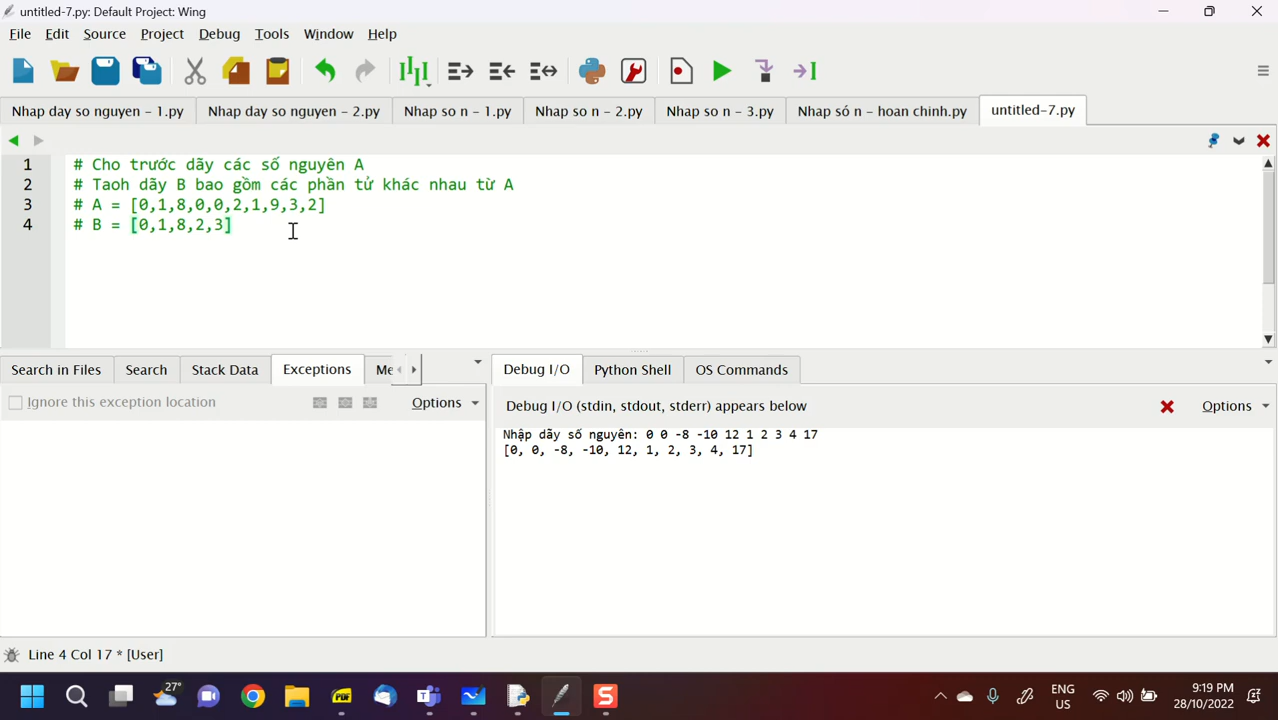 untitled-7.py: Default Project: Wing
File Edit Source Project Debug Tools Window Help
Nhap day so nguyen - 1.py Nhap day so nguyen - 2.py Nhap so n - 1.py Nhap so n - 2.py Nhap so n - 3.py Nhap só n - hoan chinh.py untitled-7.py
1 # Cho trước dãy các số nguyên A
2 # Taoh dãy B bao gồm các phần tử khác nhau từ A
3 # A = [0,1,8,0,0,2,1,9,3,2]
4 # B = [0,1,8,2,3]
Search in Files Search Stack Data Exceptions Me Debug I/O Python Shell OS Commands
Ignore this exception location Options Debug I/O (stdin, stdout, stderr) appears below Options
Nhập dãy số nguyên: 0 0 -8 -10 12 1 2 3 4 17
[0, 0, -8, -10, 12, 1, 2, 3, 4, 17]
Line 4 Col 17 * [User]
27°
PDF
S
ENG
US
9:19 PM
28/10/2022